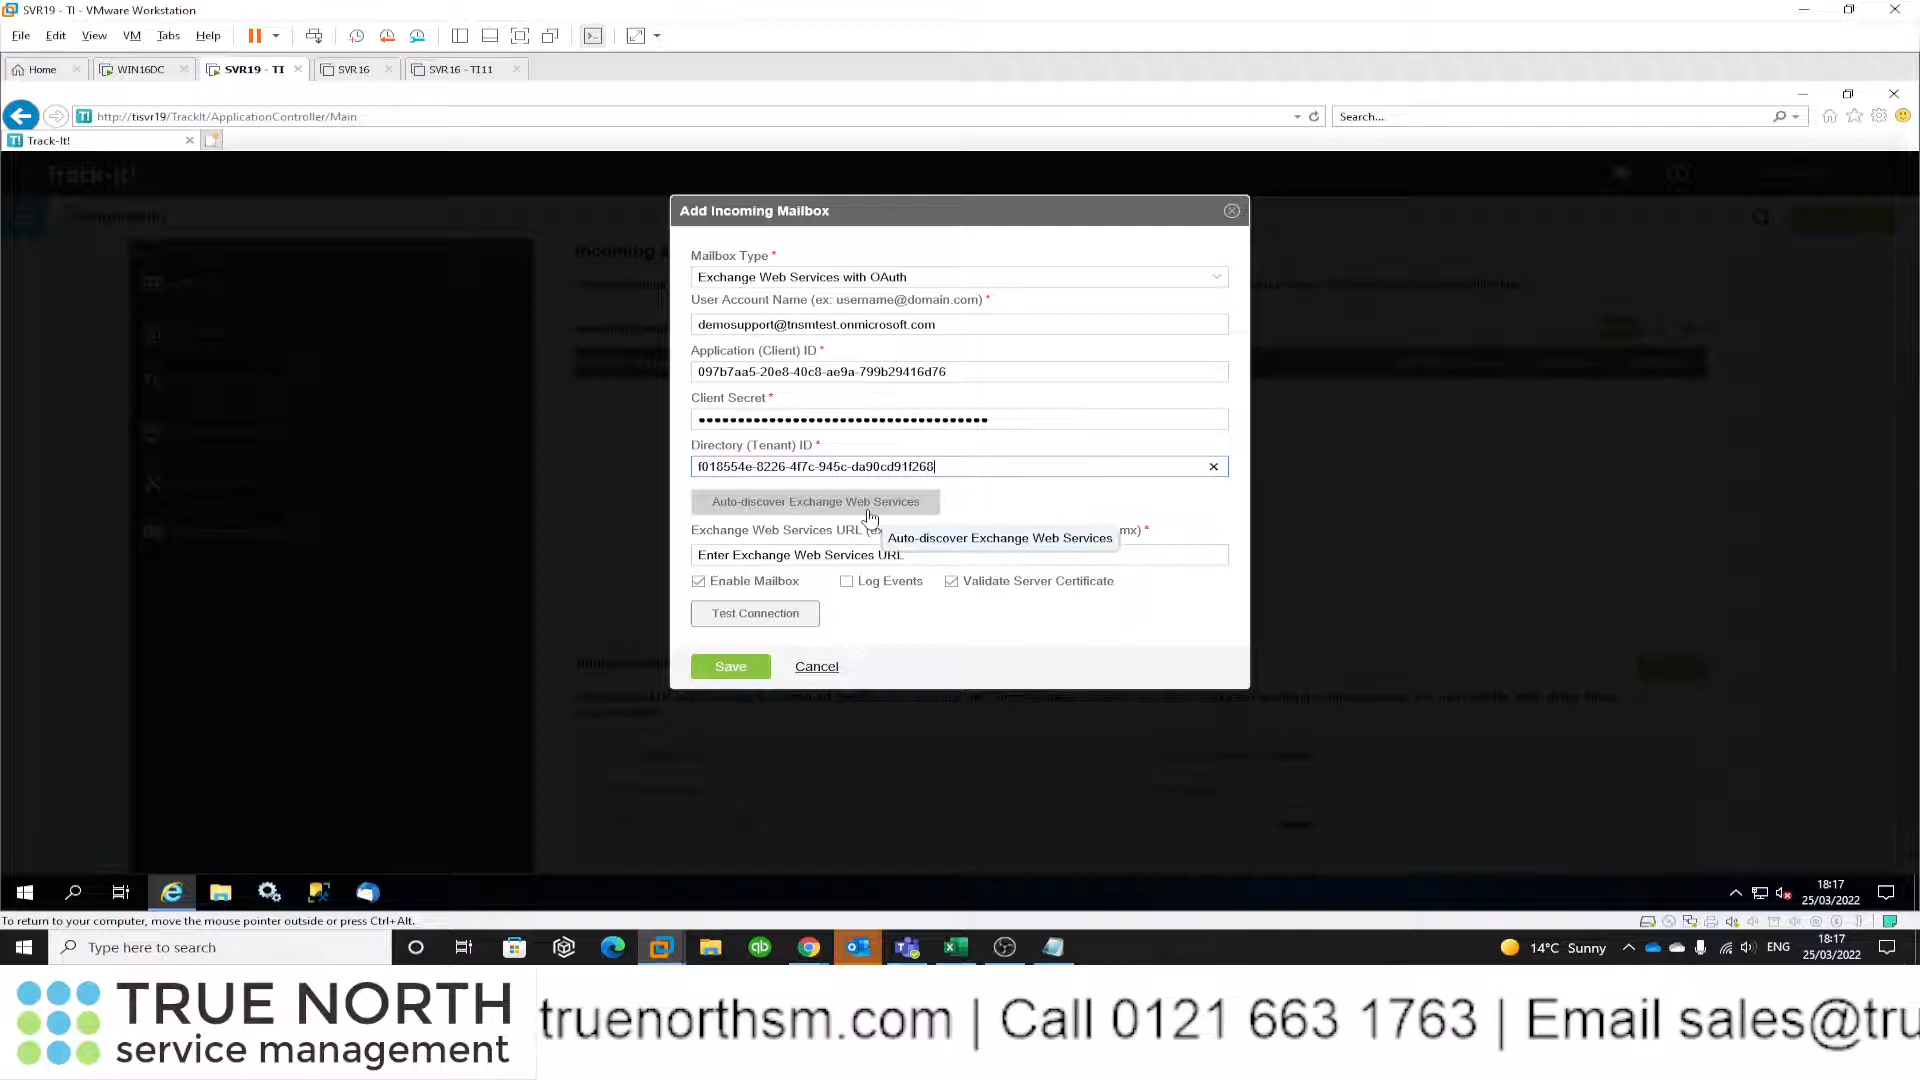 SVR19 - TI - VMware Workstation
File Edit View VM Tabs Help
Home WIN16DC SVR19 - TI SVR16 SVR16 - TI11
http://tisvr19/TrackIt/ApplicationController/Main Search...
Track-It!
Track-It!
Add Incoming Mailbox
Mailbox Type *
Exchange Web Services with OAuth
User Account Name (ex: username@domain.com) *
demosupport@tnsmtest.onmicrosoft.com
Application (Client) ID *
097b7aa5-20e8-40c8-ae9a-799b29416d76
Client Secret *
Directory (Tenant) ID *
f018554e-8226-4f7c-945c-da90cd91f268
Auto-discover Exchange Web Services
Exchange Web Services URL (ex mx) *
Auto-discover Exchange Web Services
Enter Exchange Web Services URL
Enable Mailbox Log Events Validate Server Certificate
Test Connection
Save Cancel
18:17
25/03/2022
To return to your computer, move the mouse pointer outside or press Ctrl+Alt.
Type here to search 14°C Sunny ENG 18:17
25/03/2022
TRUE NORTH
service management
truenorthsm.com | Call 0121 663 1763 | Email sales@tru